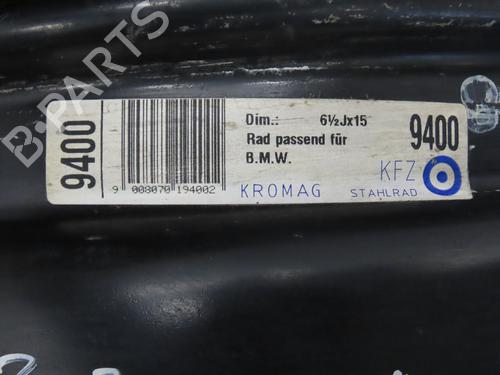 9400
9 008070 194002
Dim.: 6½Jx15
Rad passend für
B.M.W.
KROMAG
9400
KFZ
STAHLRAD
B-PARTS